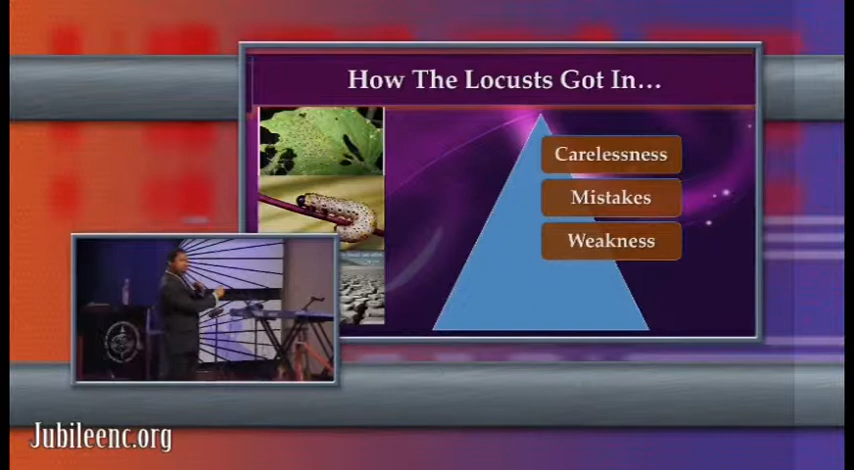 How The Locusts Got In...
Carelessness
Mistakes
Weakness
Jubileenc.org